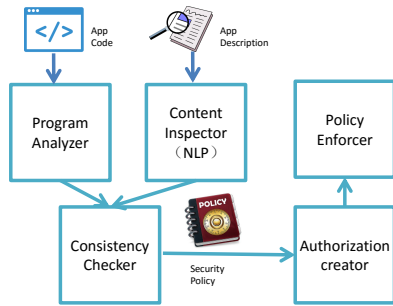 </>
App
Code
App
Description
Program
Analyzer
Content
Inspector
（NLP）
Policy
Enforcer
POLICY
Consistency
Checker
Security
Policy
Authorization
creator